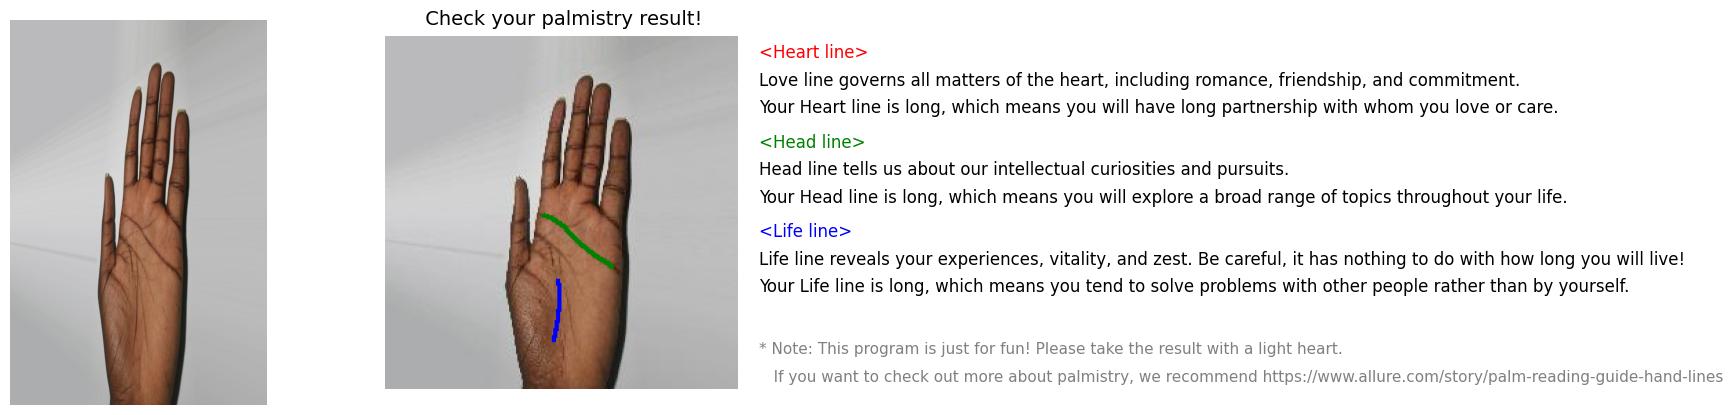 Check your palmistry result!
<Heart line>
Love line governs all matters of the heart, including romance, friendship, and commitment.
Your Heart line is long, which means you will have long partnership with whom you love or care.
<Head line>
Head line tells us about our intellectual curiosities and pursuits.
Your Head line is long, which means you will explore a broad range of topics throughout your life.
<Life line>
Life line reveals your experiences, vitality, and zest. Be careful, it has nothing to do with how long you will live!
Your Life line is long, which means you tend to solve problems with other people rather than by yourself.
* Note: This program is just for fun! Please take the result with a light heart.
If you want to check out more about palmistry, we recommend https://www.allure.com/story/palm-reading-guide-hand-lines